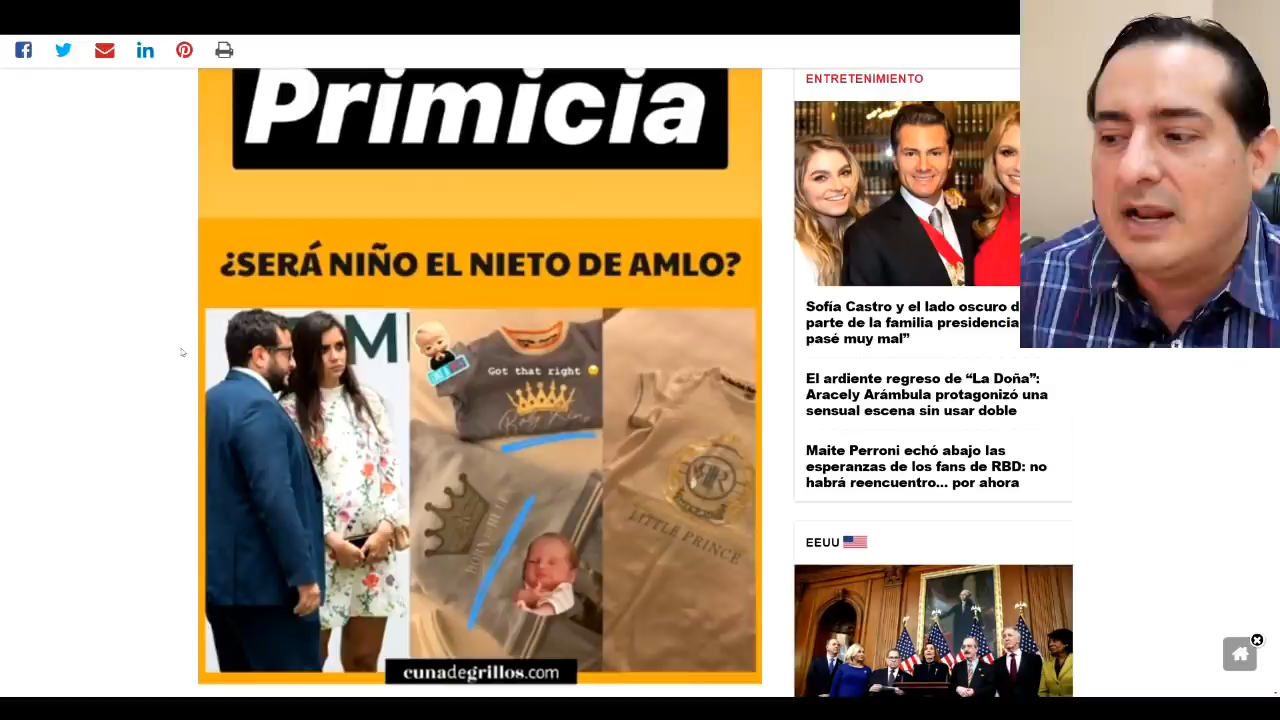 Primicia
¿SERÁ NIÑO EL NIETO DE AMLO?
Got that right
LITTLE PRINCE
cunadegrillos.com
ENTRETENIMIENTO
Sofía Castro y el lado oscuro d
parte de la familia presidencia
pasé muy mal”
El ardiente regreso de “La Doña”:
Aracely Arámbula protagonizó una
sensual escena sin usar doble
Maite Perroni echó abajo las
esperanzas de los fans de RBD: no
habrá reencuentro... por ahora
EEUU